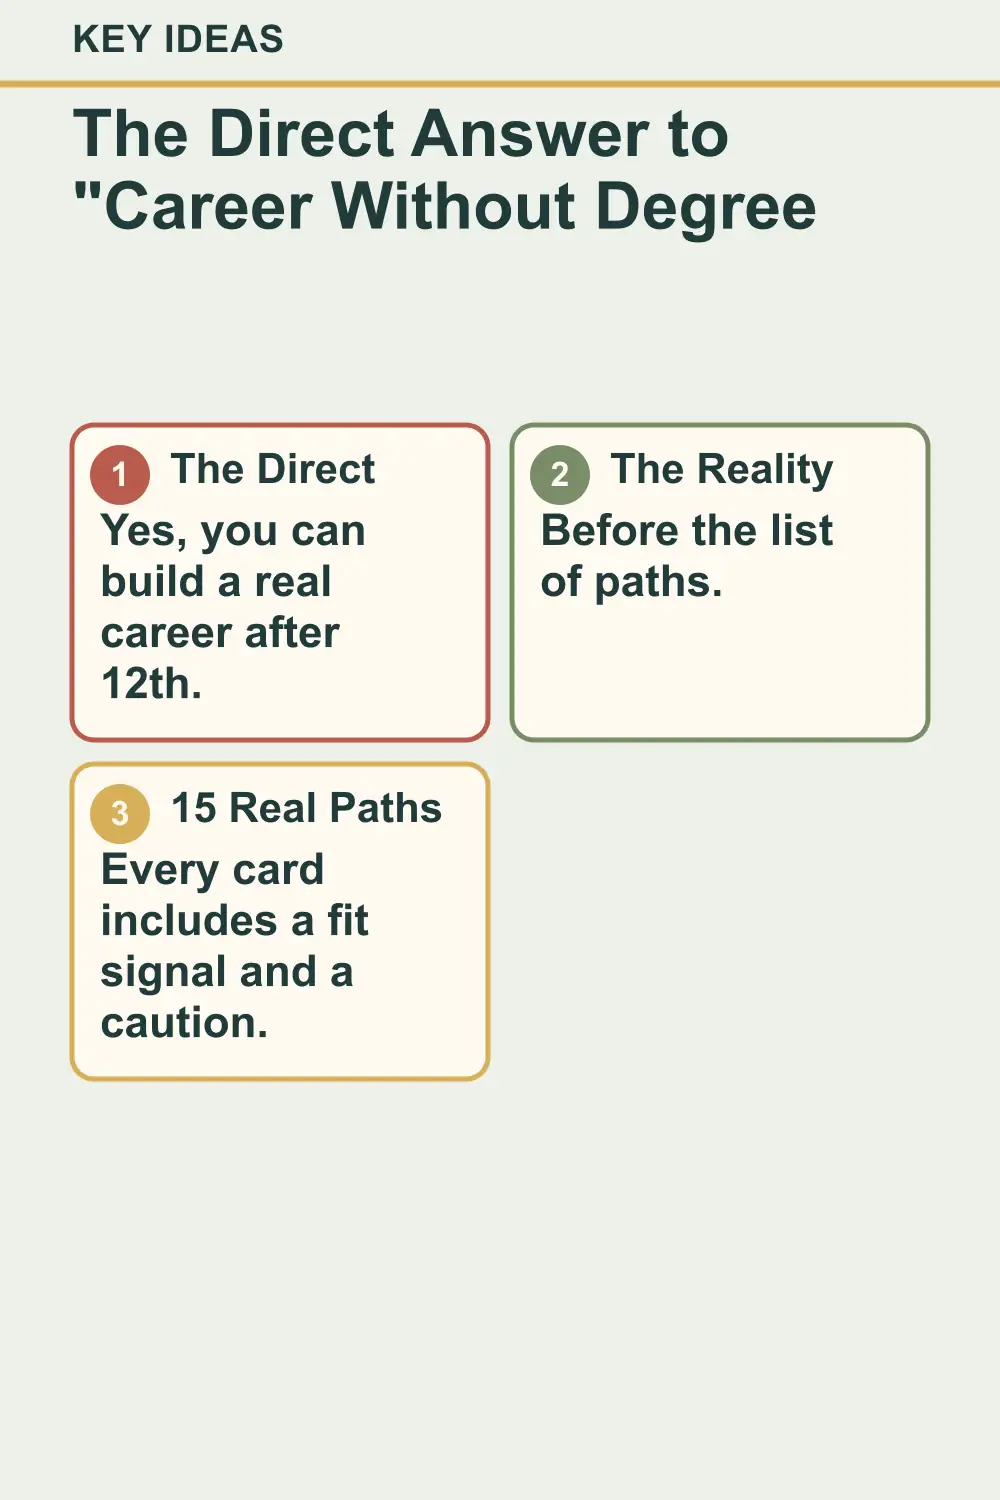 KEY IDEAS
The Direct Answer to
"Career Without Degree
1 The Direct
Yes, you can
build a real
career after
12th.
2 The Reality
Before the list
of paths.
3 15 Real Paths
Every card
includes a fit
signal and a
caution.